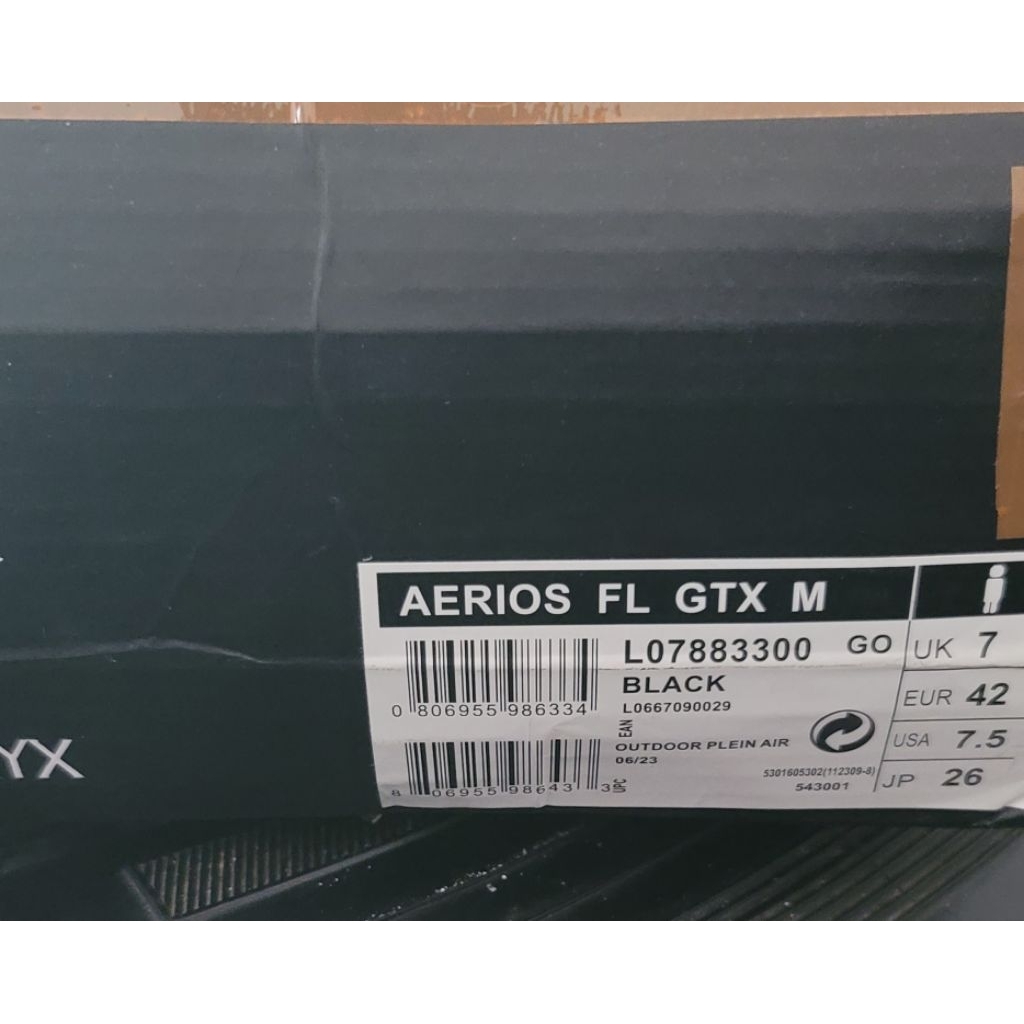 AERIOS FL GTX M
L07883300 GO
BLACK
L0667090029
0 806955 986334
EAN
OUTDOOR PLEIN AIR
06/23
5301605302(112309-8)
543001
8 06955 98643 3
UPC
UK 7
EUR 42
USA 7.5
JP 26
YX